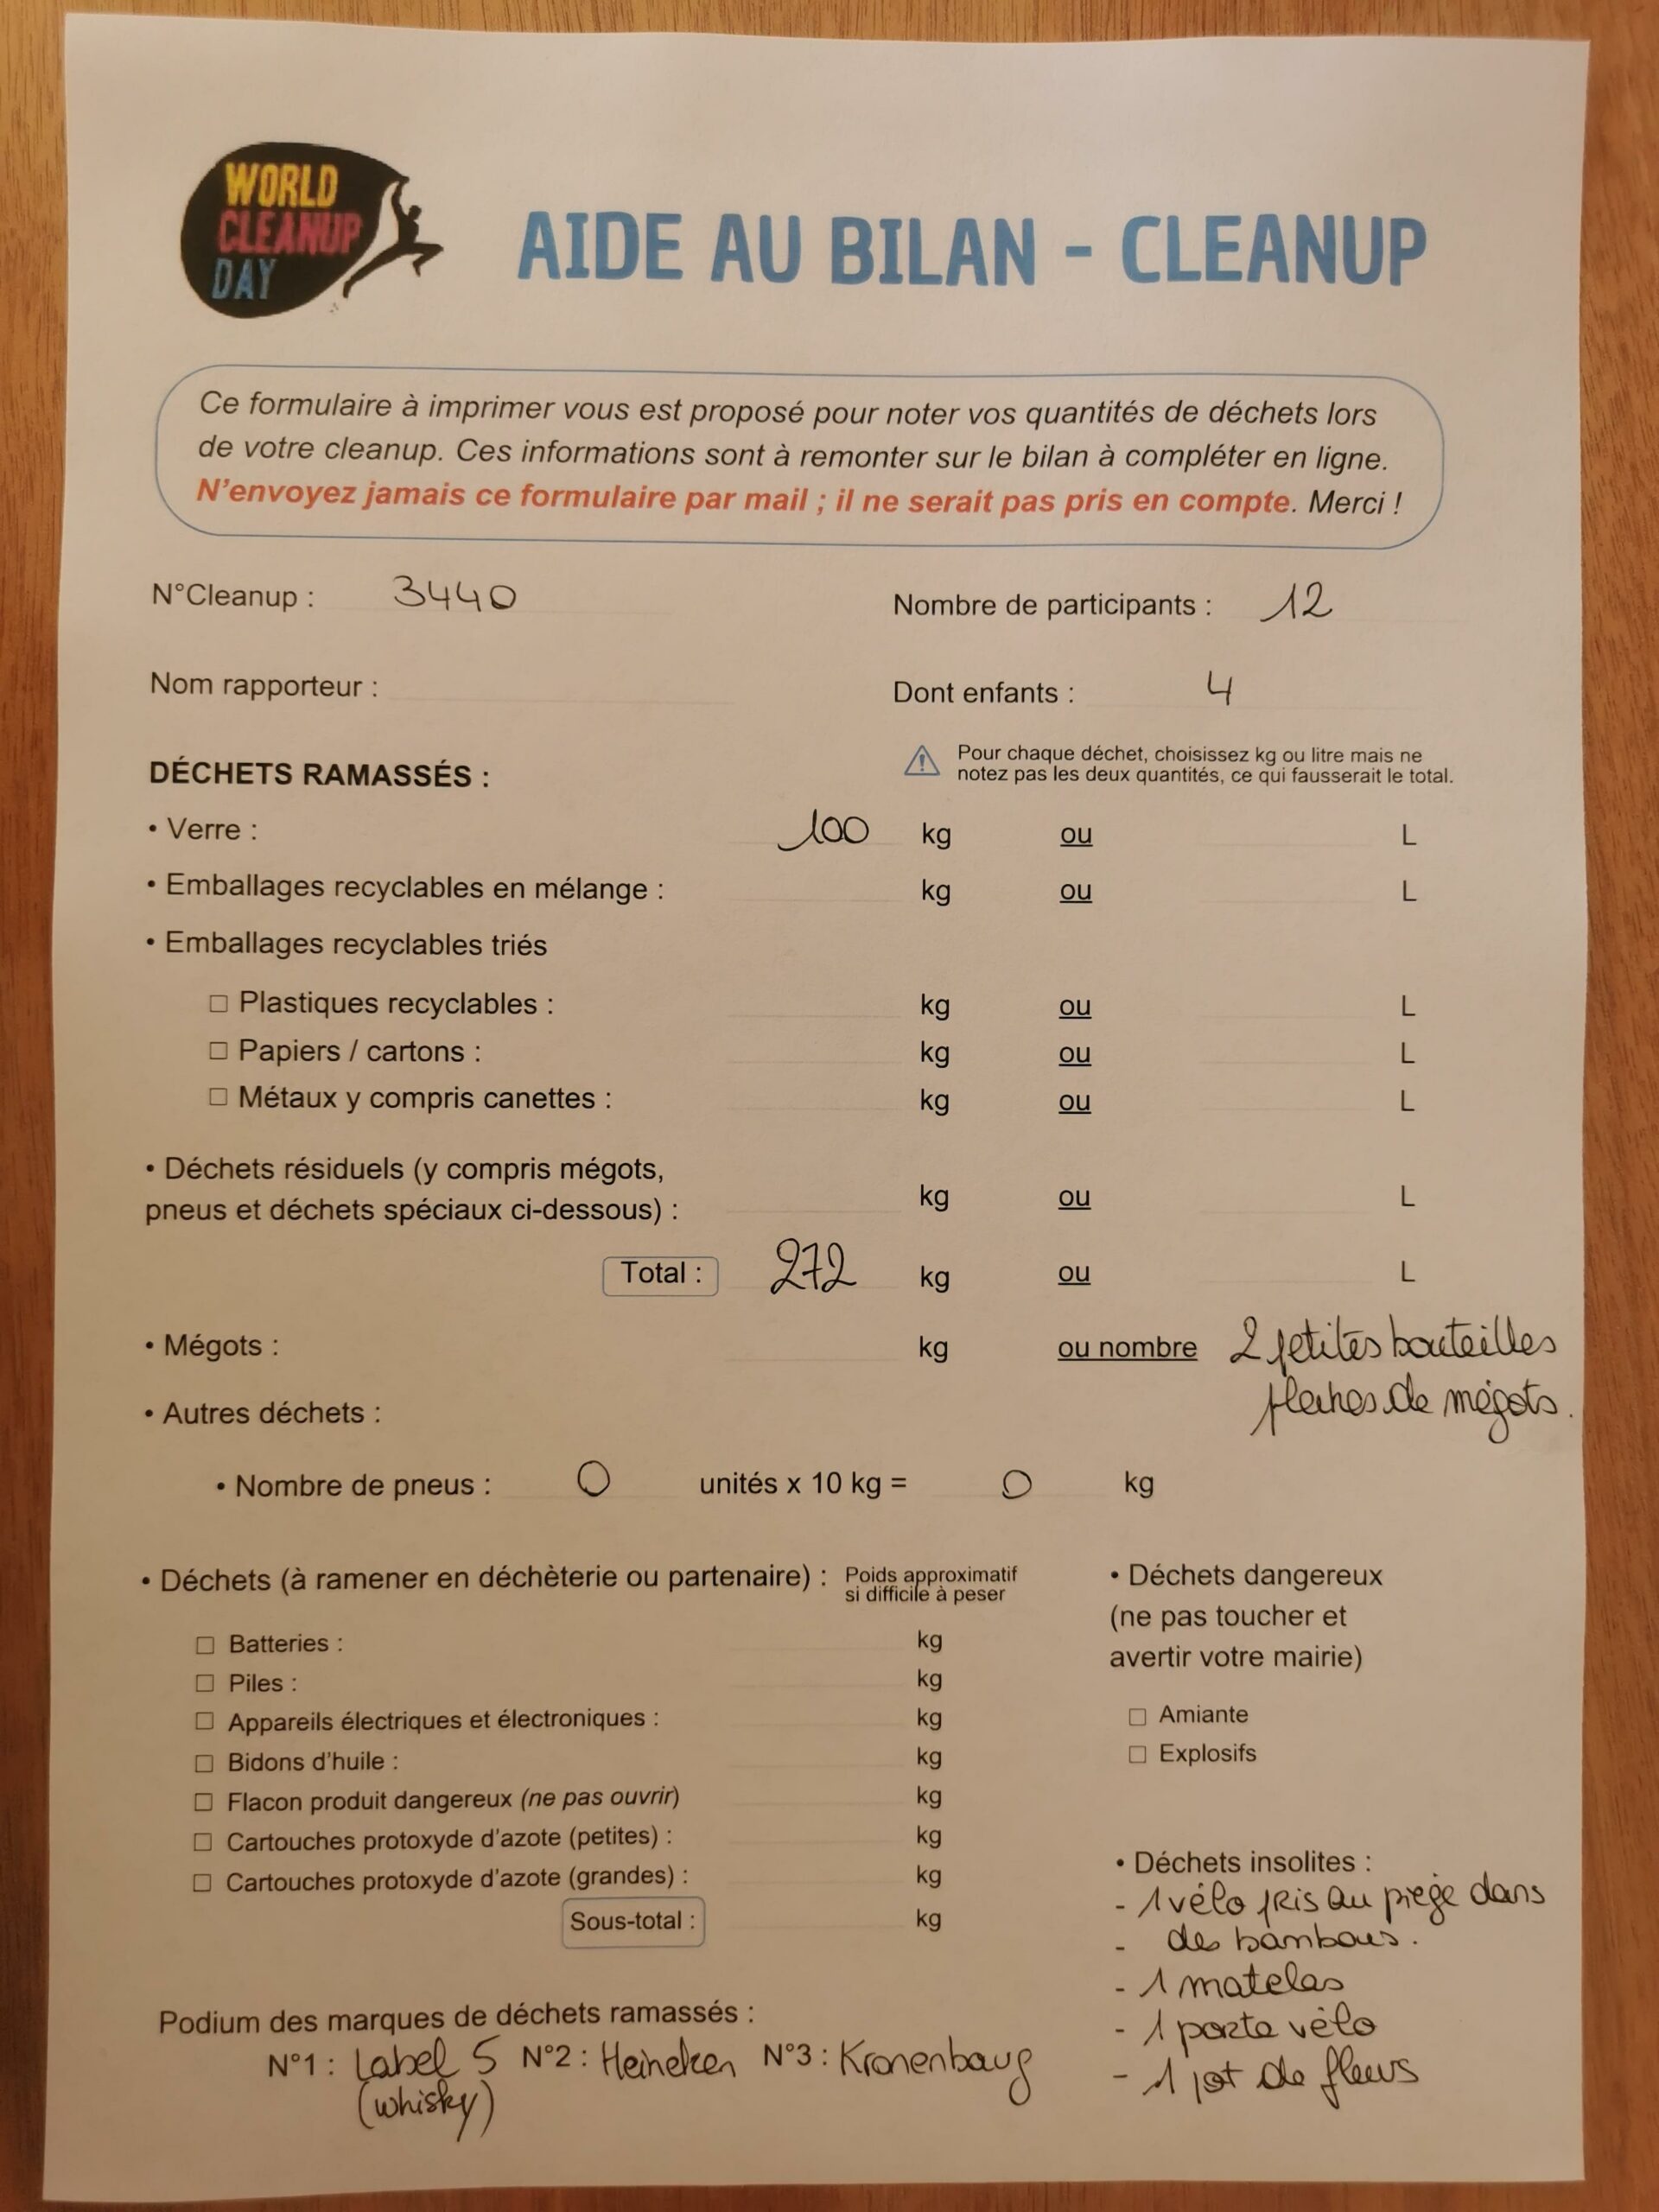 WORLD
CLEANUP
DAY
AIDE AU BILAN - CLEANUP
Ce formulaire à imprimer vous est proposé pour noter vos quantités de déchets lors
de votre cleanup. Ces informations sont à remonter sur le bilan à compléter en ligne.
N'envoyez jamais ce formulaire par mail ; il ne serait pas pris en compte. Merci !
N°Cleanup : 3440 Nombre de participants : 12
Nom rapporteur : Dont enfants : 4
DÉCHETS RAMASSÉS :
Pour chaque déchet, choisissez kg ou litre mais ne
notez pas les deux quantités, ce qui fausserait le total.
• Verre : 100 kg ou L
• Emballages recyclables en mélange : kg ou L
• Emballages recyclables triés
□ Plastiques recyclables : kg ou L
□ Papiers / cartons : kg ou L
□ Métaux y compris canettes : kg ou L
• Déchets résiduels (y compris mégots,
pneus et déchets spéciaux ci-dessous) : kg ou L
Total : 272 kg ou L
• Mégots : kg ou nombre 2 petites bouteilles
pleines de mégots.
• Autres déchets :
• Nombre de pneus : 0 unités x 10 kg = 0 kg
• Déchets (à ramener en déchèterie ou partenaire) : Poids approximatif
si difficile à peser
□ Batteries : kg
□ Piles : kg
□ Appareils électriques et électroniques : kg
□ Bidons d'huile : kg
□ Flacon produit dangereux (ne pas ouvrir) kg
□ Cartouches protoxyde d'azote (petites) : kg
□ Cartouches protoxyde d'azote (grandes) : kg
Sous-total : kg
• Déchets dangereux
(ne pas toucher et
avertir votre mairie)
□ Amiante
□ Explosifs
• Déchets insolites :
- 1 vélo pris au piège dans
- des bambous.
- 1 matelas
- 1 porte vélo
- 1 pot de fleurs
Podium des marques de déchets ramassés :
N°1 : Label 5 N°2 : Heineken N°3 : Kronenbourg
(whisky)